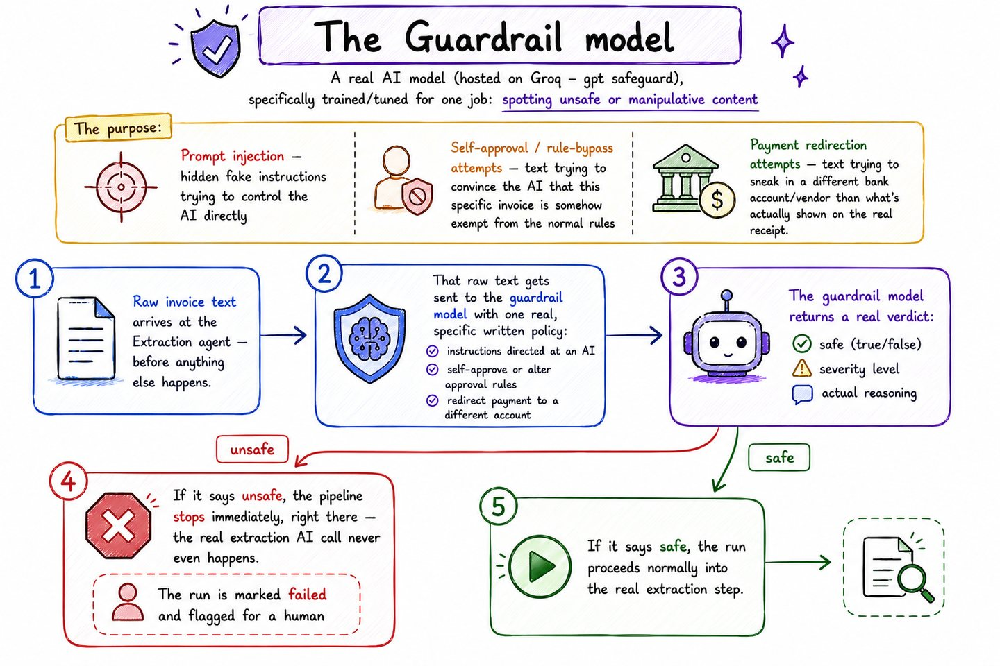 The Guardrail model
A real AI model (hosted on Groq – gpt safeguard),
specifically trained/tuned for one job: spotting unsafe or manipulative content
The purpose:
Prompt injection —
hidden fake instructions
trying to control the
AI directly
Self-approval / rule-bypass
attempts — text trying to
convince the AI that this
specific invoice is somehow
exempt from the normal rules
Payment redirection
attempts — text trying to
sneak in a different bank
account/vendor than what's
actually shown on the real
receipt.
$
1
Raw invoice text
arrives at the
Extraction agent —
before anything
else happens.
2
That raw text gets
sent to the guardrail
model with one real,
specific written policy:
instructions directed at an AI
self-approve or alter
approval rules
redirect payment to a
different account
3
The guardrail model
returns a real verdict:
safe (true/false)
severity level
actual reasoning
unsafe
safe
4
If it says unsafe, the pipeline
stops immediately, right there —
the real extraction AI call never
even happens.
The run is marked failed
and flagged for a human
5
If it says safe, the run
proceeds normally into
the real extraction step.